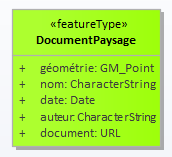 «featureType»
DocumentPaysage
+ géométrie: GM_Point
+ nom: CharacterString
+ date: Date
+ auteur: CharacterString
+ document: URL